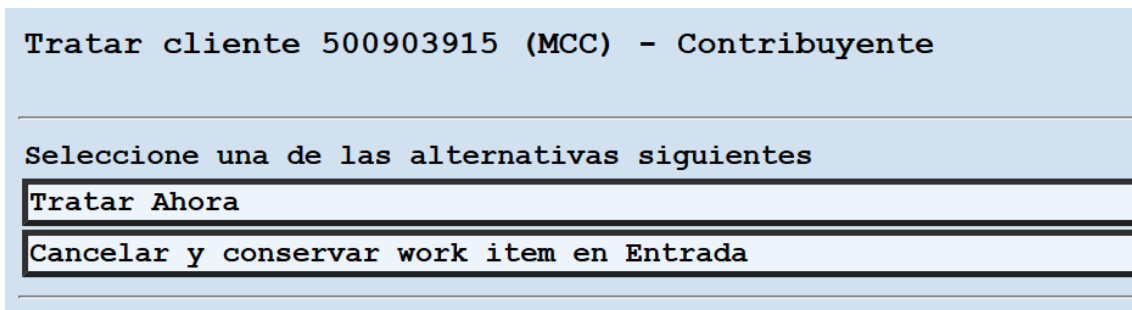 Tratar cliente 500903915 (MCC) - Contribuyente
Seleccione una de las alternativas siguientes
Tratar Ahora
Cancelar y conservar work item en Entrada